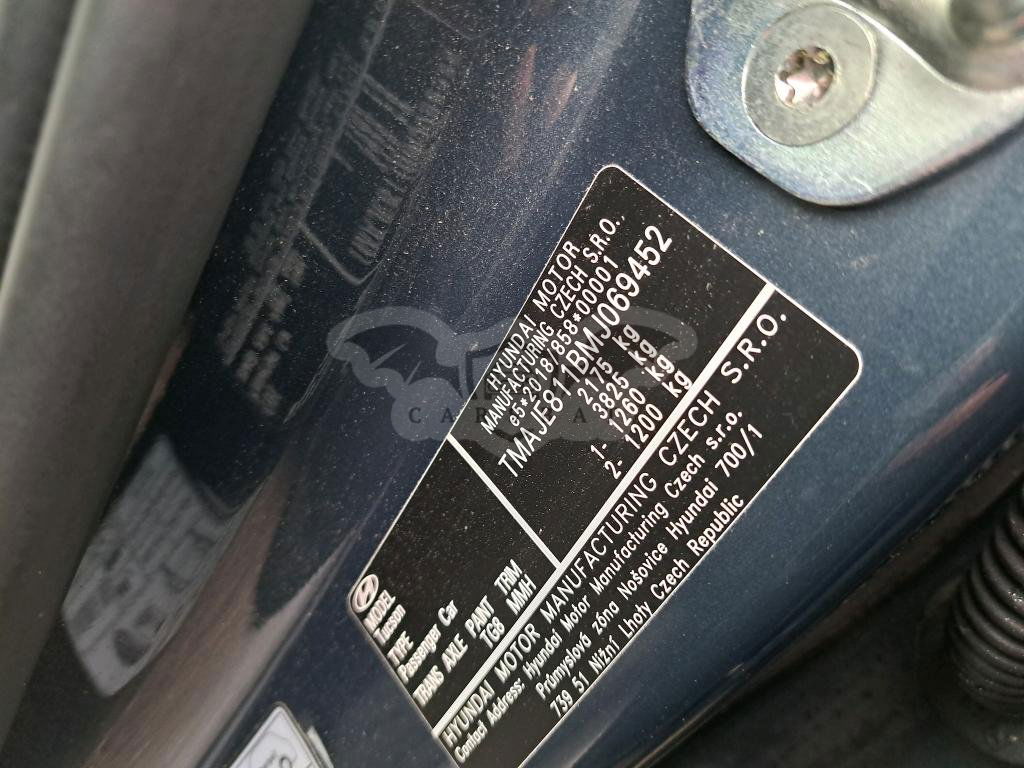 HYUNDAI MOTOR
MANUFACTURING CZECH S.R.O.,
e5*2018/858*00001
TMAJE811BMJ069452
2175 kg
3825 kg
1- 1260 kg
2- 1200 kg
MODEL
Tucson
TYPE
Passenger Car
TRANS AXLE PAINT TRIM
TG8 MMH
HYUNDAI MOTOR MANUFACTURING CZECH S.R.O.
Contact Address: Hyundai Motor Manufacturing Czech s.r.o.
Průmyslová zóna Nošovice Hyundai 700/1
739 51 Nižní Lhoty Czech Republic